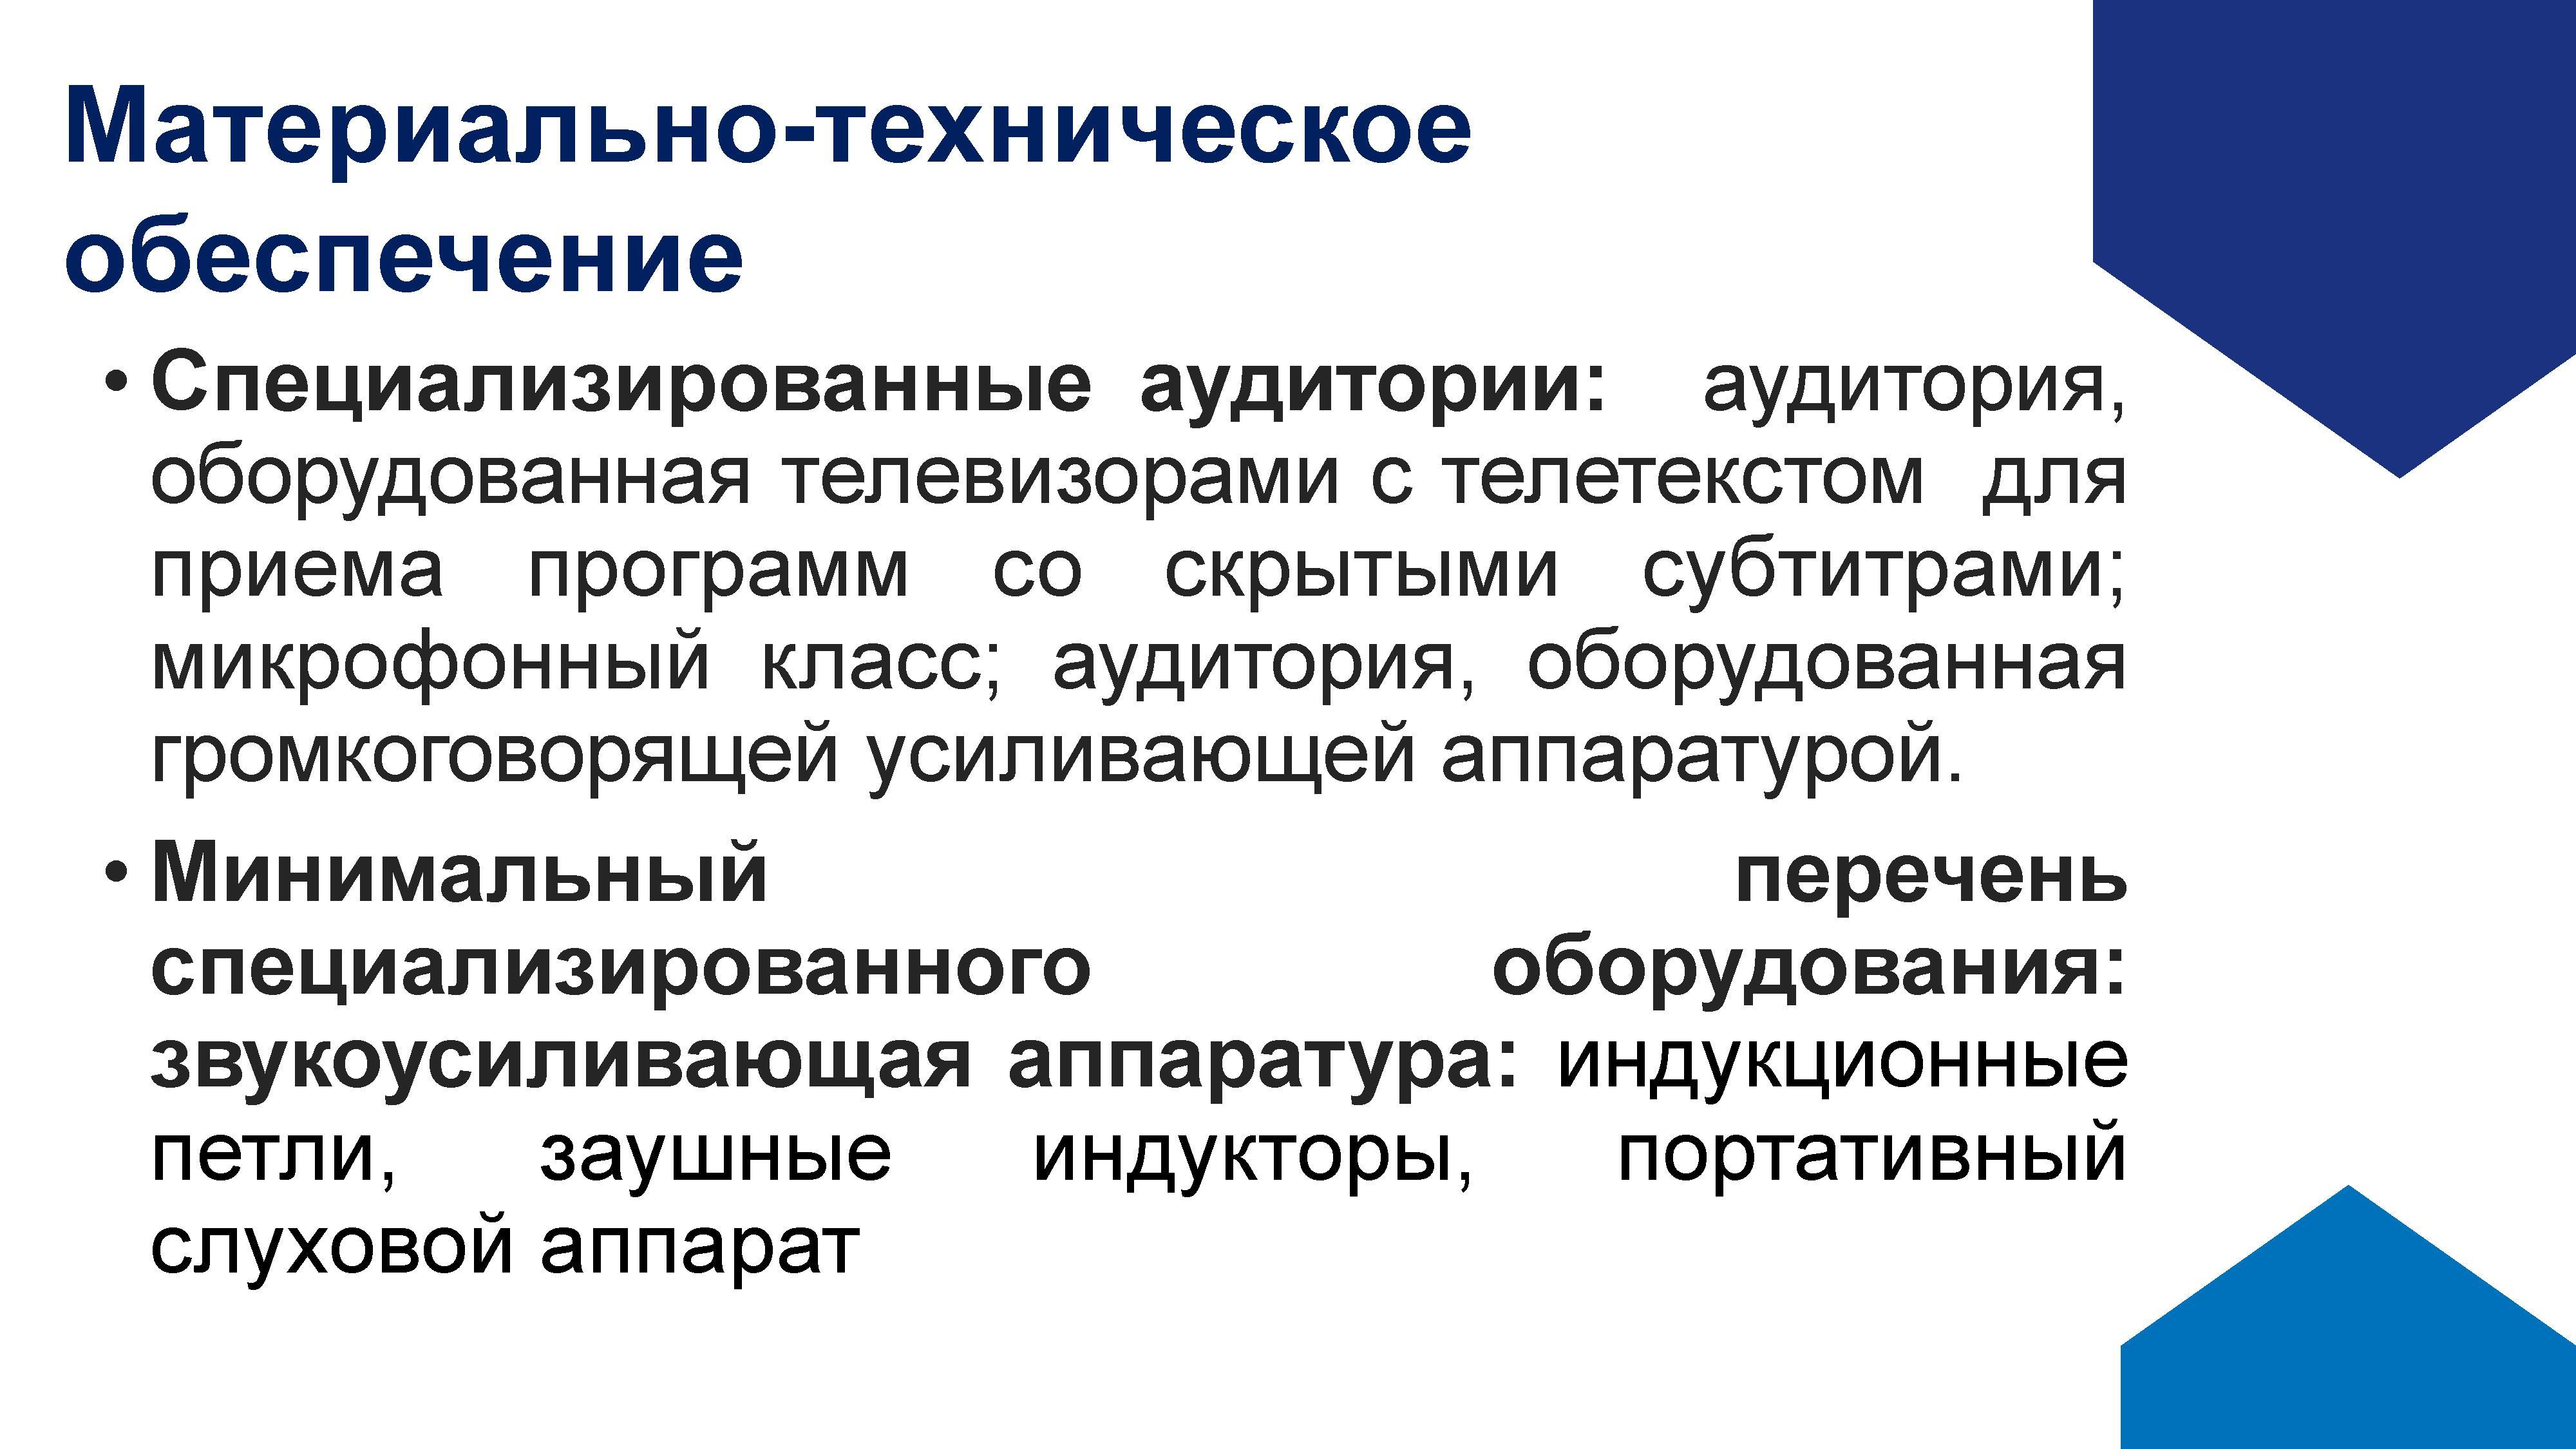 Материально-техническое
обеспечение
• Специализированные аудитории: аудитория,
оборудованная телевизорами с телетекстом для
приема программ со скрытыми субтитрами;
микрофонный класс; аудитория, оборудованная
громкоговорящей усиливающей аппаратурой.
• Минимальный перечень
специализированного оборудования:
звукоусиливающая аппаратура: индукционные
петли, заушные индукторы, портативный
слуховой аппарат